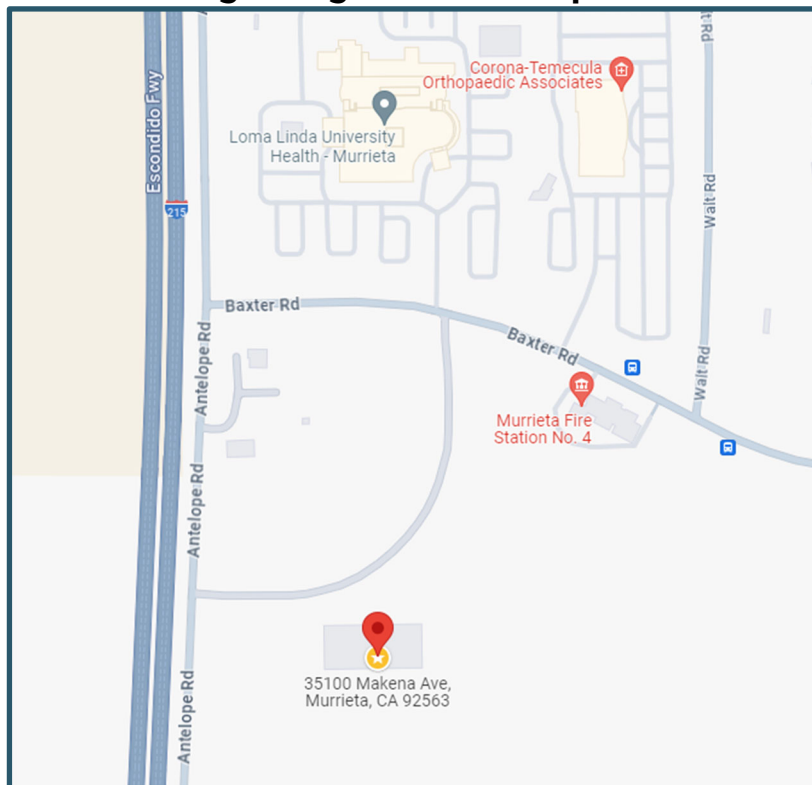 Escondido Fwy
215
Loma Linda University
Health - Murrieta
Corona-Temecula
Orthopaedic Associates
Walt Rd
Baxter Rd
Baxter Rd
Walt Rd
Antelope Rd
Murrieta Fire
Station No. 4
Antelope Rd
35100 Makena Ave,
Murrieta, CA 92563
Antelope Rd